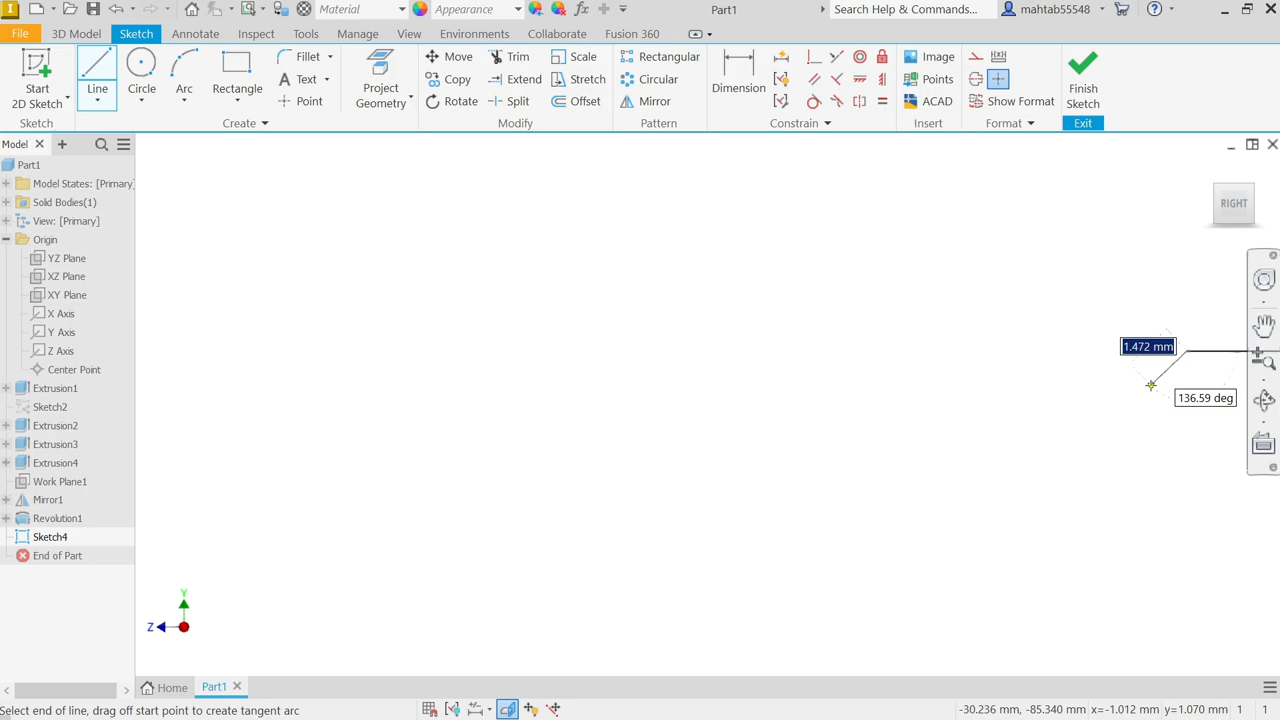 Material
Appearance
Part1
Search Help & Commands...
mahtab55548
File
3D Model
Sketch
Annotate
Inspect
Tools
Manage
View
Environments
Collaborate
Fusion 360
Start
2D Sketch
Line
Circle
Arc
Rectangle
Fillet
Text
Point
Project
Geometry
Move
Copy
Rotate
Trim
Extend
Split
Scale
Stretch
Offset
Rectangular
Circular
Mirror
Dimension
Image
Points
ACAD
Show Format
Finish
Sketch
Sketch
Create
Modify
Pattern
Constrain
Insert
Format
Exit
Model
Part1
Model States: [Primary]
Solid Bodies(1)
View: [Primary]
Origin
YZ Plane
XZ Plane
XY Plane
X Axis
Y Axis
Z Axis
Center Point
Extrusion1
Sketch2
Extrusion2
Extrusion3
Extrusion4
Work Plane1
Mirror1
Revolution1
Sketch4
End of Part
RIGHT
1.472 mm
136.59 deg
Y
Z
Home
Part1
Select end of line, drag off start point to create tangent arc
-30.236 mm, -85.340 mm
x=-1.012 mm
y=1.070 mm
1
1